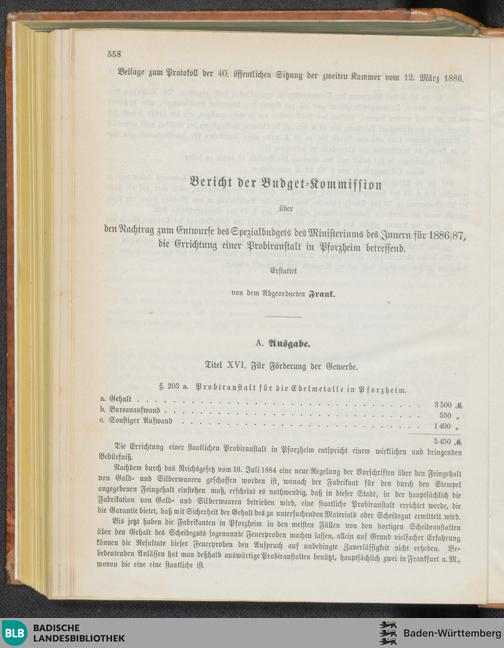 558
Beilage zum Protokoll der 40. öffentlichen Sitzung der zweiten Kammer vom 12. März 1886.
Bericht der Budget-Kommission
über
den Nachtrag zum Entwurfe des Spezialbudgets des Ministeriums des Innern für 1886/87,
die Errichtung einer Probiranstalt in Pforzheim betreffend.
Erstattet
von dem Abgeordneten Frank.
A. Ausgabe.
Titel XVI. Für Förderung der Gewerbe.
§. 203 a. Probiranstalt für die Edelmetalle in Pforzheim.
a. Gehalt . . . . . . . . . . 3 500 ℳ
b. Bureauaufwand . . . . . . . . . . 550 „
c. Sonstiger Aufwand . . . . . . . . . . 1 400 „
5 450 ℳ
Die Errichtung einer staatlichen Probiranstalt in Pforzheim entspricht einem wirklichen und dringenden
Bedürfniß.
Nachdem durch das Reichsgesetz vom 16. Juli 1884 eine neue Regelung der Vorschriften über den Feingehalt
von Gold- und Silberwaaren geschaffen worden ist, wonach der Fabrikant für den durch den Stempel
angegebenen Feingehalt einstehen muß, erscheint es nothwendig, daß in dieser Stadt, in der hauptsächlich die
Fabrikation von Gold- und Silberwaaren betrieben wird, eine staatliche Probiranstalt errichtet werde, die
die Garantie bietet, daß mit Sicherheit der Gehalt des zu untersuchenden Materials oder Scheidegut ermittelt wird.
Bis jetzt haben die Fabrikanten in Pforzheim in den meisten Fällen von den dortigen Scheideanstalten
über den Gehalt des Scheideguts sogenannte Feuerproben machen lassen, allein auf Grund vielfacher Erfahrung
können die Resultate dieser Feuerproben den Anspruch auf unbedingte Zuverlässigkeit nicht erheben. Be-
bedeutenden Anlässen hat man deßhalb auswärtige Probiranstalten benützt, hauptsächlich zwei in Frankfurt a. M.,
wovon die eine eine staatliche ist.
BLB
BADISCHE
LANDESBIBLIOTHEK
Baden-Württemberg